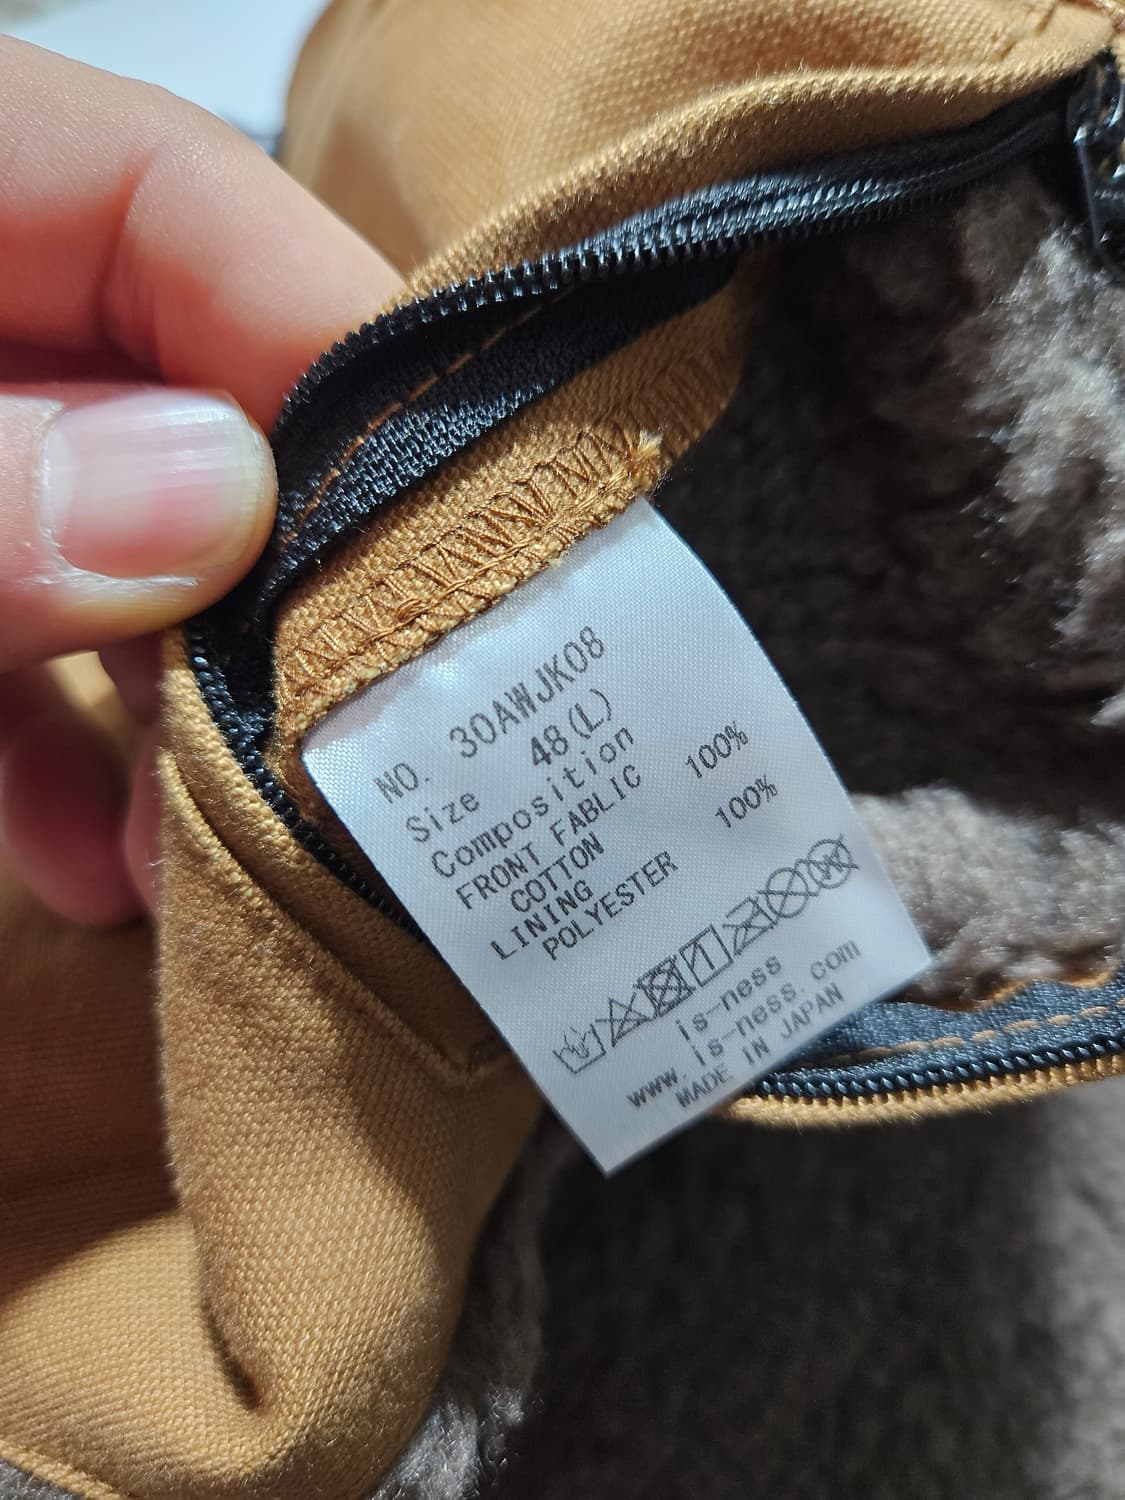 NO. 30AWJK08
Size 48(L)
Composition
FRONT FABLIC 100%
COTTON
LINING 100%
POLYESTER
is-ness
www. is-ness. com
MADE IN JAPAN